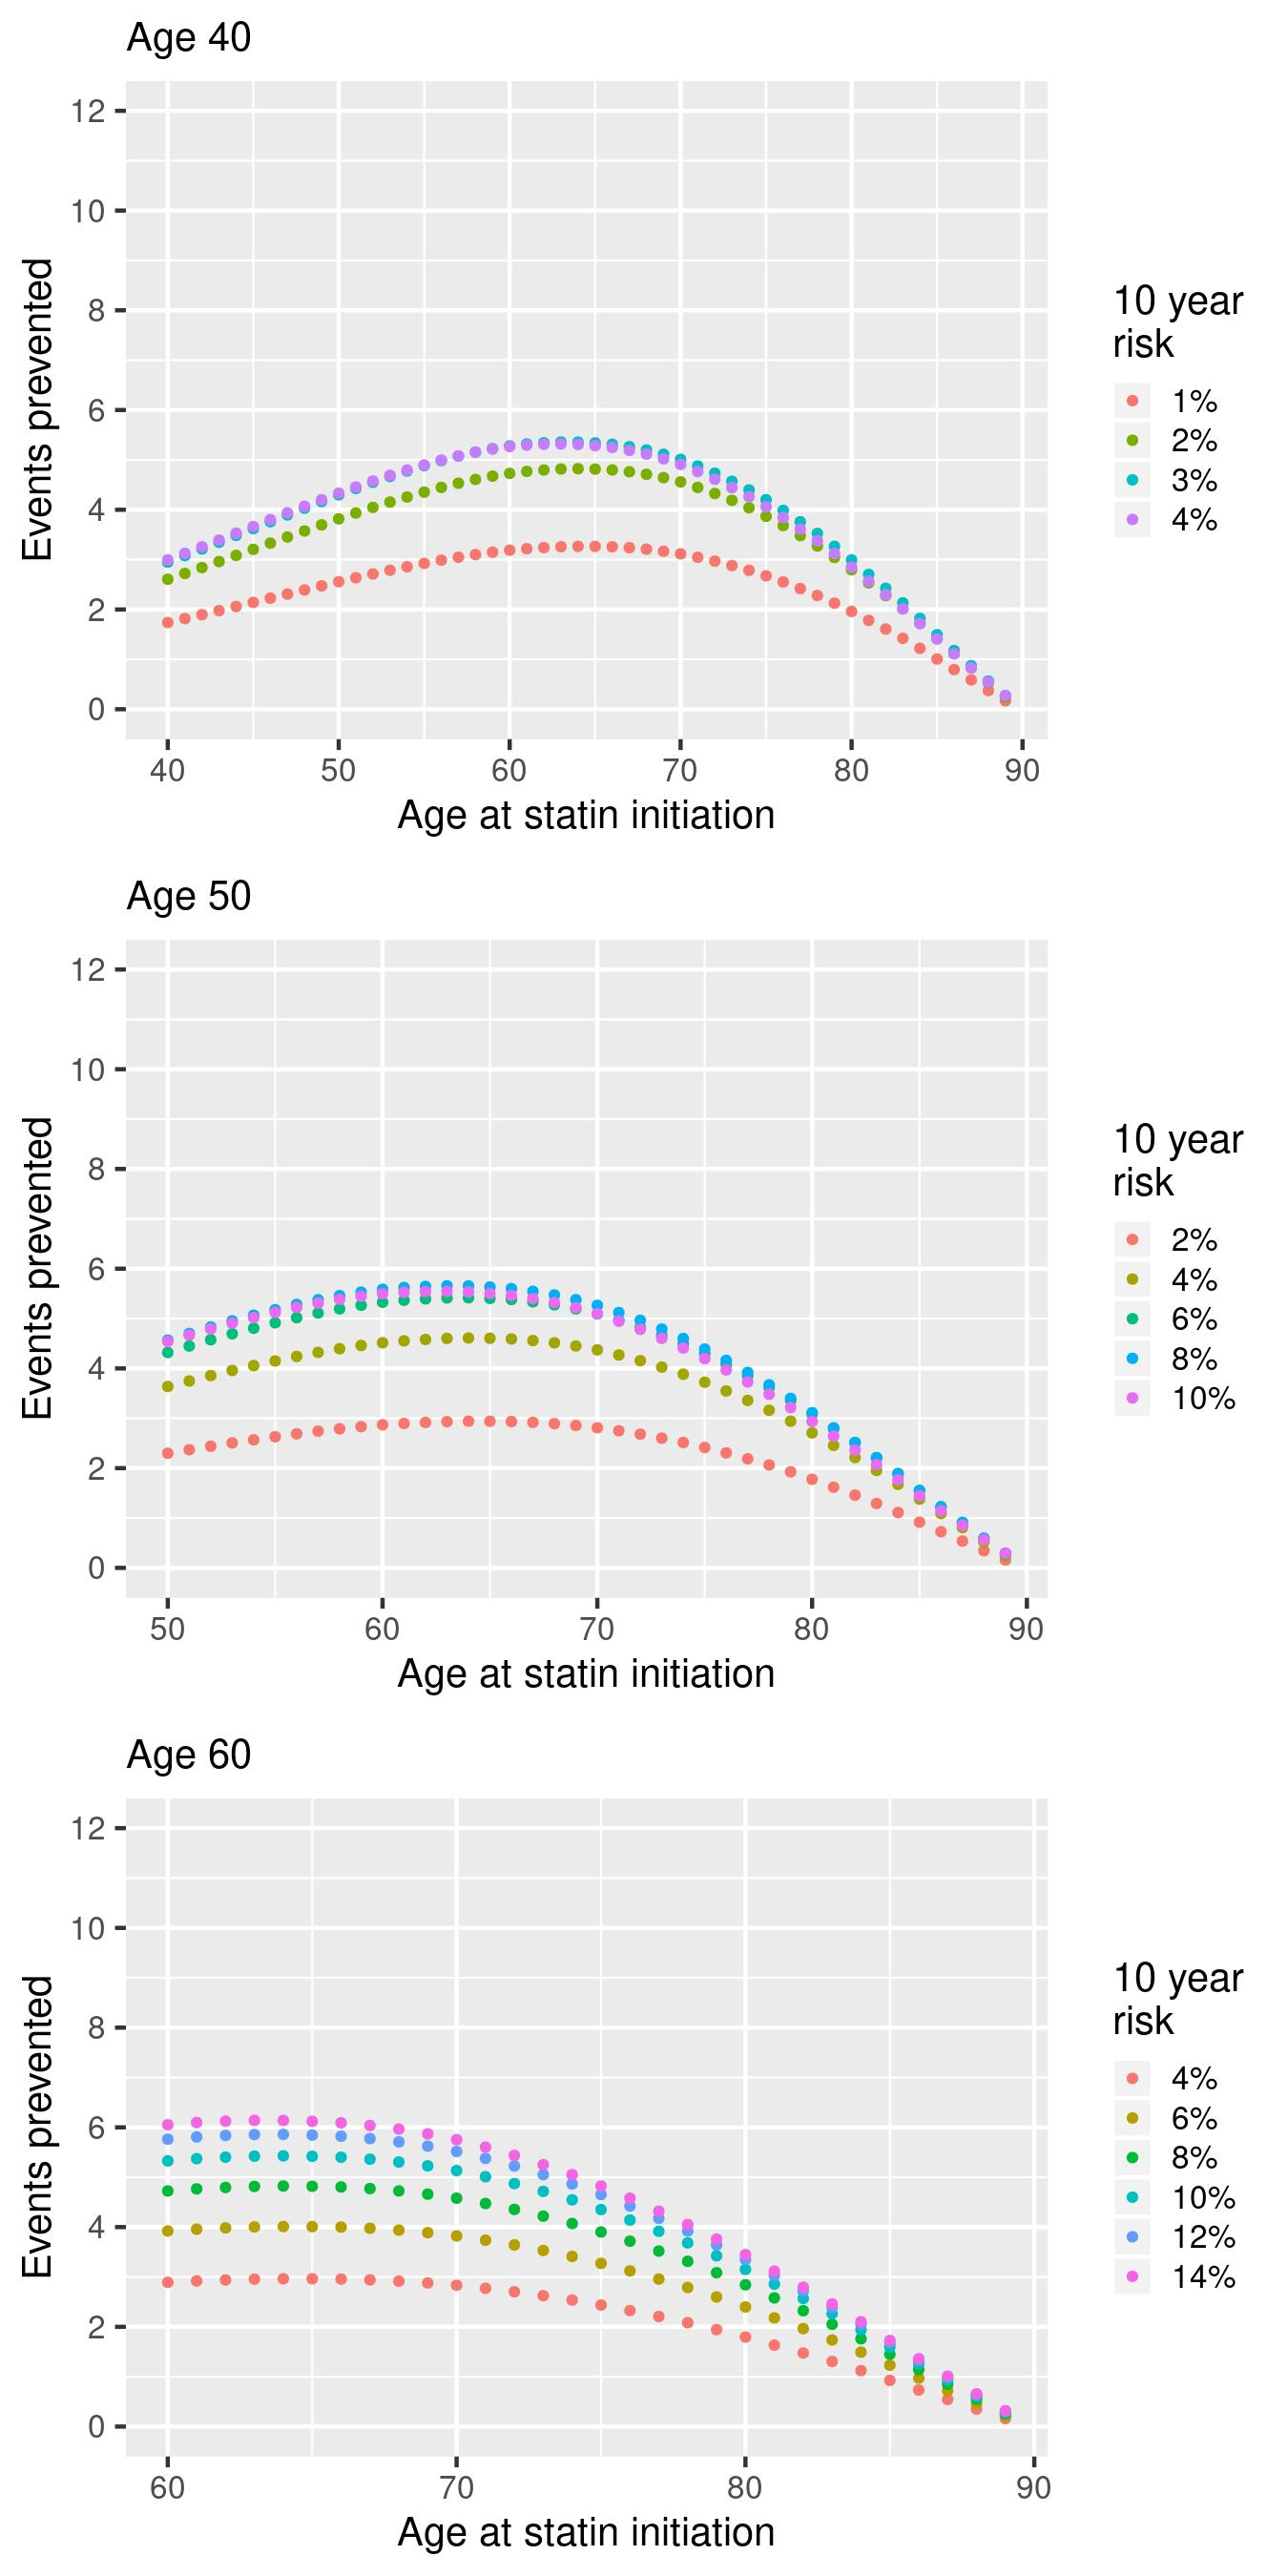 Age 40
12
10
8
6
4
2
0
Events prevented
40 50 60 70 80 90
Age at statin initiation
10 year
risk
1%
2%
3%
4%
Age 50
12
10
8
6
4
2
0
Events prevented
50 60 70 80 90
Age at statin initiation
10 year
risk
2%
4%
6%
8%
10%
Age 60
12
10
8
6
4
2
0
Events prevented
60 70 80 90
Age at statin initiation
10 year
risk
4%
6%
8%
10%
12%
14%